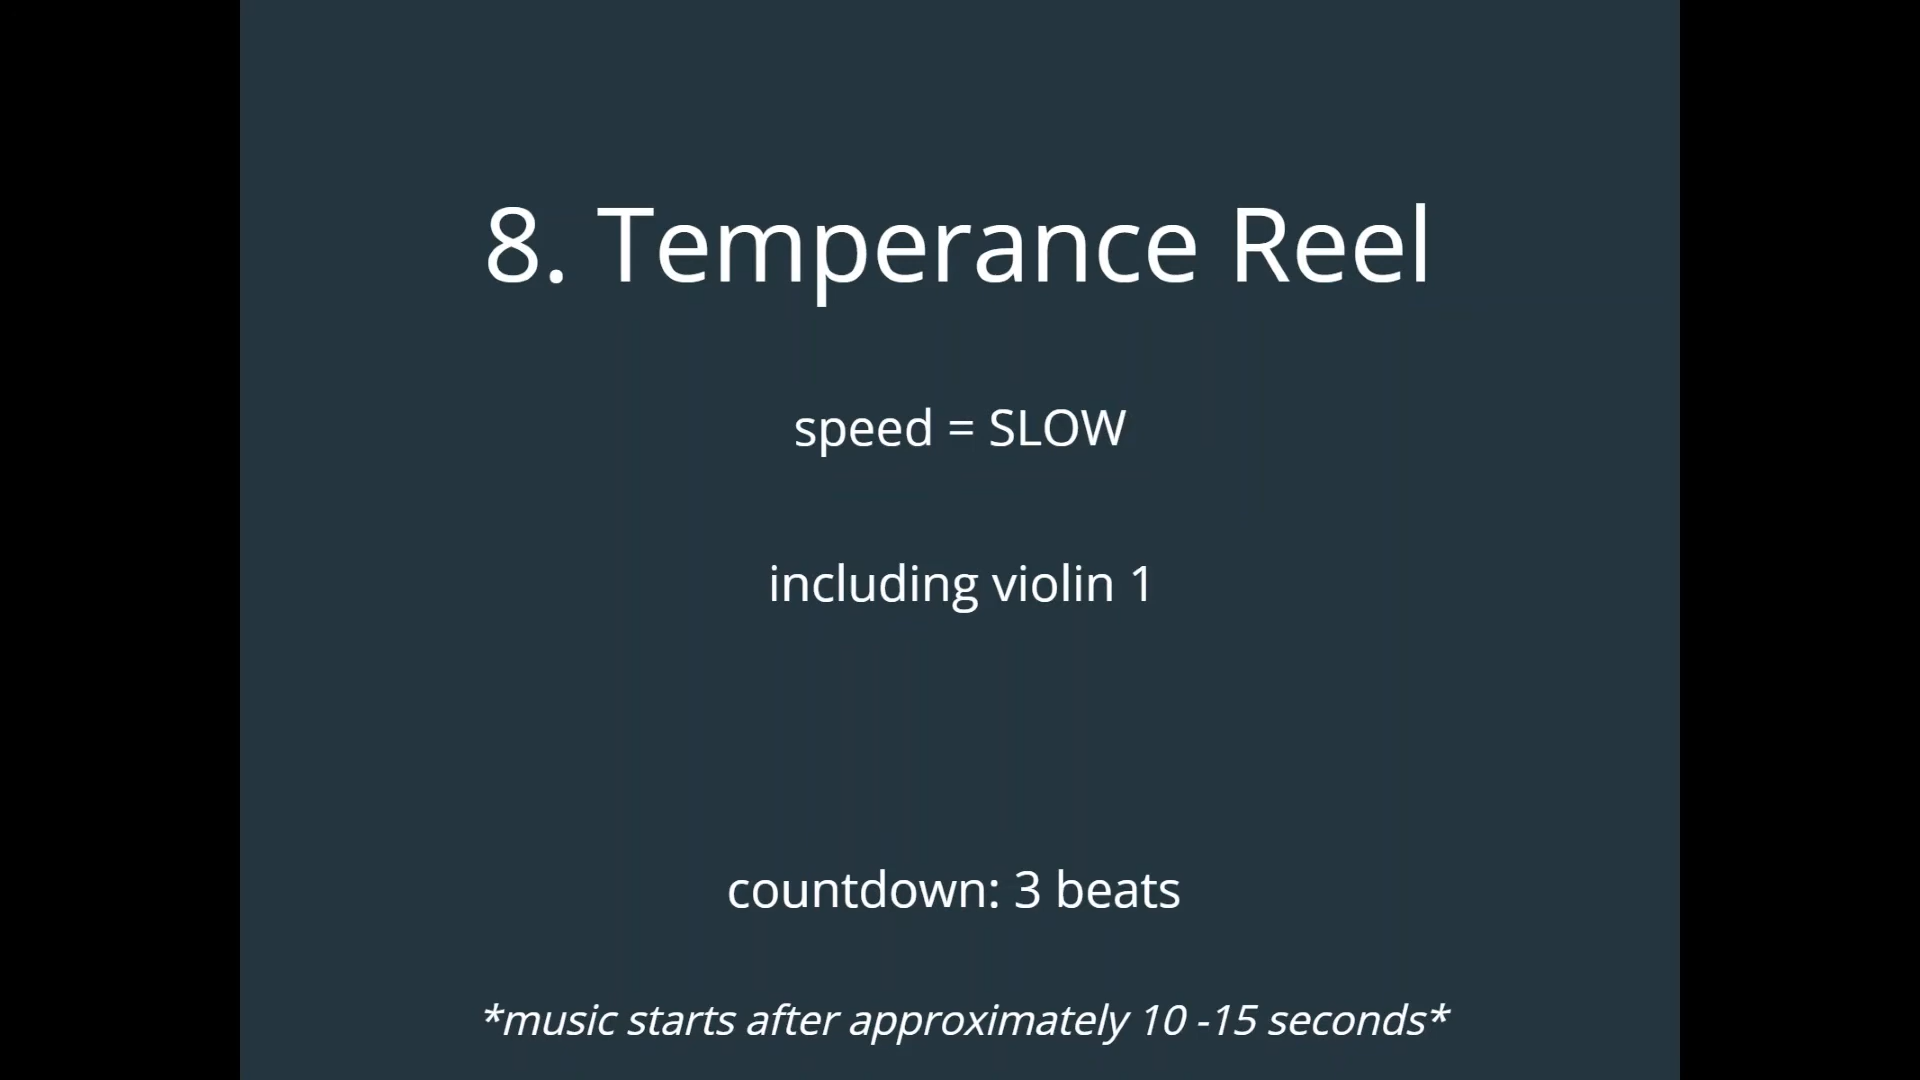 8. Temperance Reel
speed = SLOW
including violin 1
countdown: 3 beats
*music starts after approximately 10 -15 seconds*